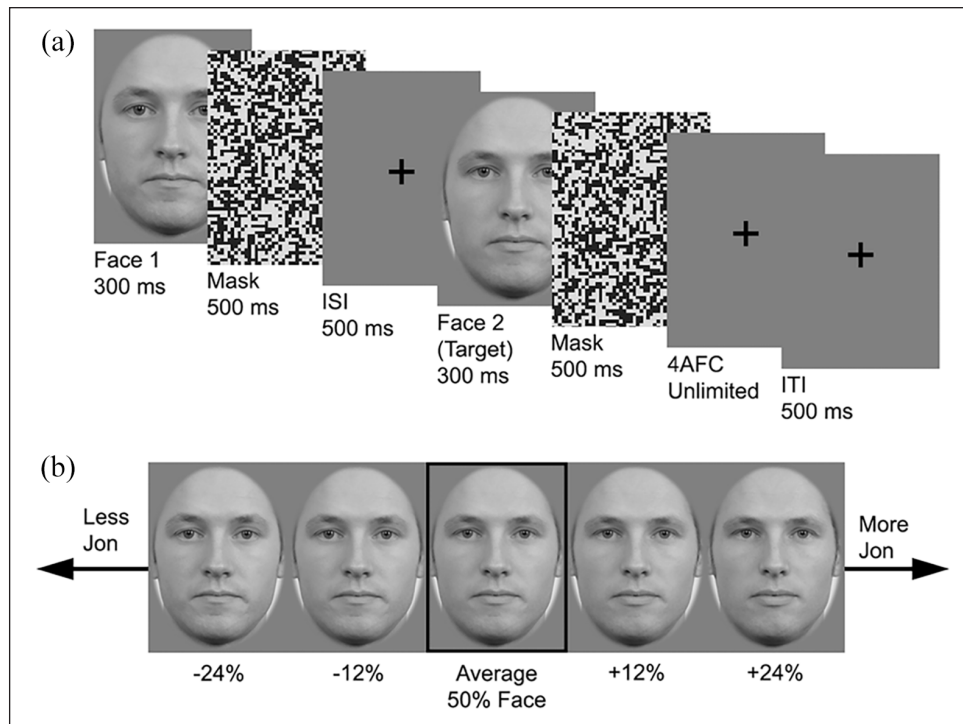 (a)
Face 1
300 ms
Mask
500 ms
ISI
500 ms
Face 2
(Target)
300 ms
Mask
500 ms
4AFC
Unlimited
ITI
500 ms
(b)
Less
Jon
More
Jon
-24%
-12%
Average
50% Face
+12%
+24%